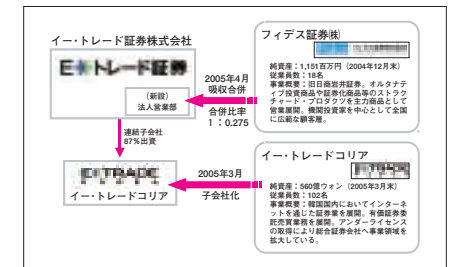 イー・トレード証券株式会社
E✳トレード証券
(新設)
法人営業部
2005年4月
吸収合併
合併比率
1：0.275
フィデス証券㈱
純資産：1,151百万円（2004年12月末）
従業員数：18名
事業概要：旧日商岩井証券。オルタナテ
ィブ投資商品や証券化商品等のストラク
チャード・プロダクツを主力商品として
営業展開。機関投資家を中心として全国
に広範な顧客層。
連結子会社
87％出資
E✳TRADE
イー・トレードコリア
2005年3月
子会社化
イー・トレードコリア
純資産：560億ウォン（2005年3月末）
従業員数：102名
事業概要：韓国国内においてインターネ
ットを通じた証券業を展開。有価証券委
託売買業務を展開。アンダーライセンス
の取得により総合証券会社へ事業領域を
拡大している。